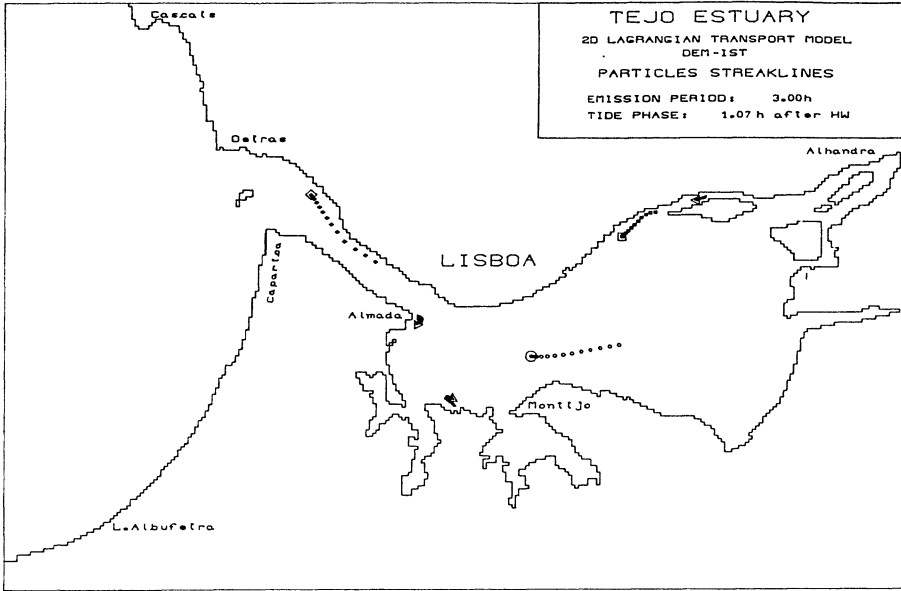 TEJO ESTUARY
2D LAGRANGIAN TRANSPORT MODEL
DEM-IST
PARTICLES STREAKLINES
EMISSION PERIOD: 3.00h
TIDE PHASE: 1.07 h after HW
Cascais
Oeiras
Alhandra
LISBOA
Caparica
Almada
Montijo
L.Albufeira